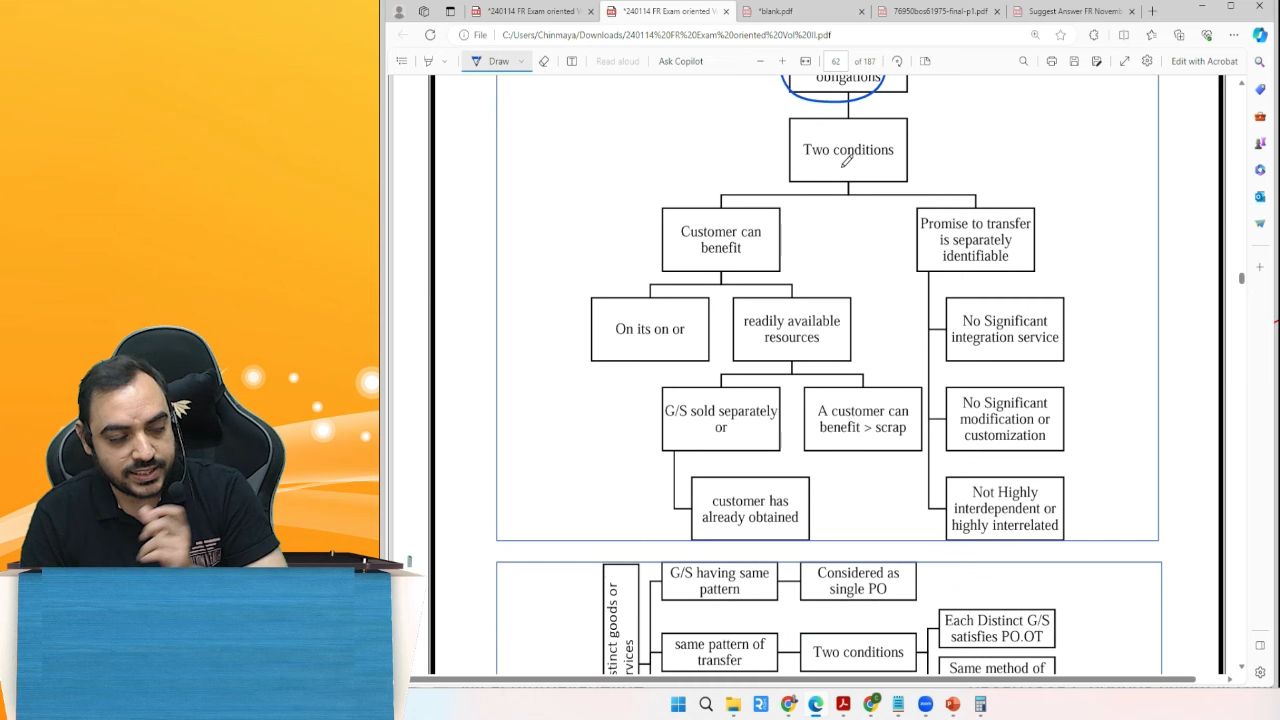 *240114 FR Exam oriented V
*240114 FR Exam oriented V
*blank.pdf
76950bos61975-final-p1.pdf
Suggest Answer FR Novemb
File
C:/Users/Chinmaya/Downloads/240114%20FR%20Exam%20oriented%20Vol%20II.pdf
Draw
Read aloud
Ask Copilot
62
of 187
Edit with Acrobat
obligations
Two conditions
Customer can
benefit
Promise to transfer
is separately
identifiable
On its on or
readily available
resources
No Significant
integration service
G/S sold separately
or
A customer can
benefit > scrap
No Significant
modification or
customization
customer has
already obtained
Not Highly
interdependent or
highly interrelated
stinct goods or
rvices
G/S having same
pattern
Considered as
single PO
same pattern of
transfer
Two conditions
Each Distinct G/S
satisfies PO.OT
Same method of